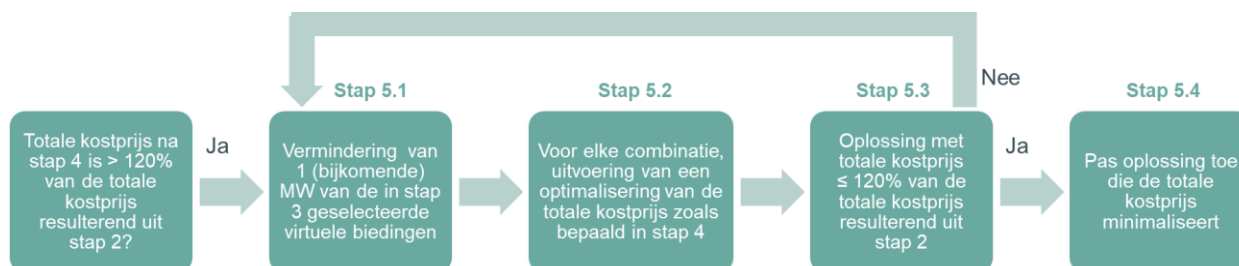 Nee
Stap 5.1
Stap 5.2
Stap 5.3
Stap 5.4
Totale kostprijs na
stap 4 is > 120%
van de totale
kostprijs
resulterend uit
stap 2?
Ja
Vermindering van
1 (bijkomende)
MW van de in stap
3 geselecteerde
virtuele biedingen
Voor elke combinatie,
uitvoering van een
optimalisering van de
totale kostprijs zoals
bepaald in stap 4
Oplossing met
totale kostprijs
≤ 120% van de
totale kostprijs
resulterend uit
stap 2
Ja
Pas oplossing toe
die de totale
kostprijs
minimaliseert